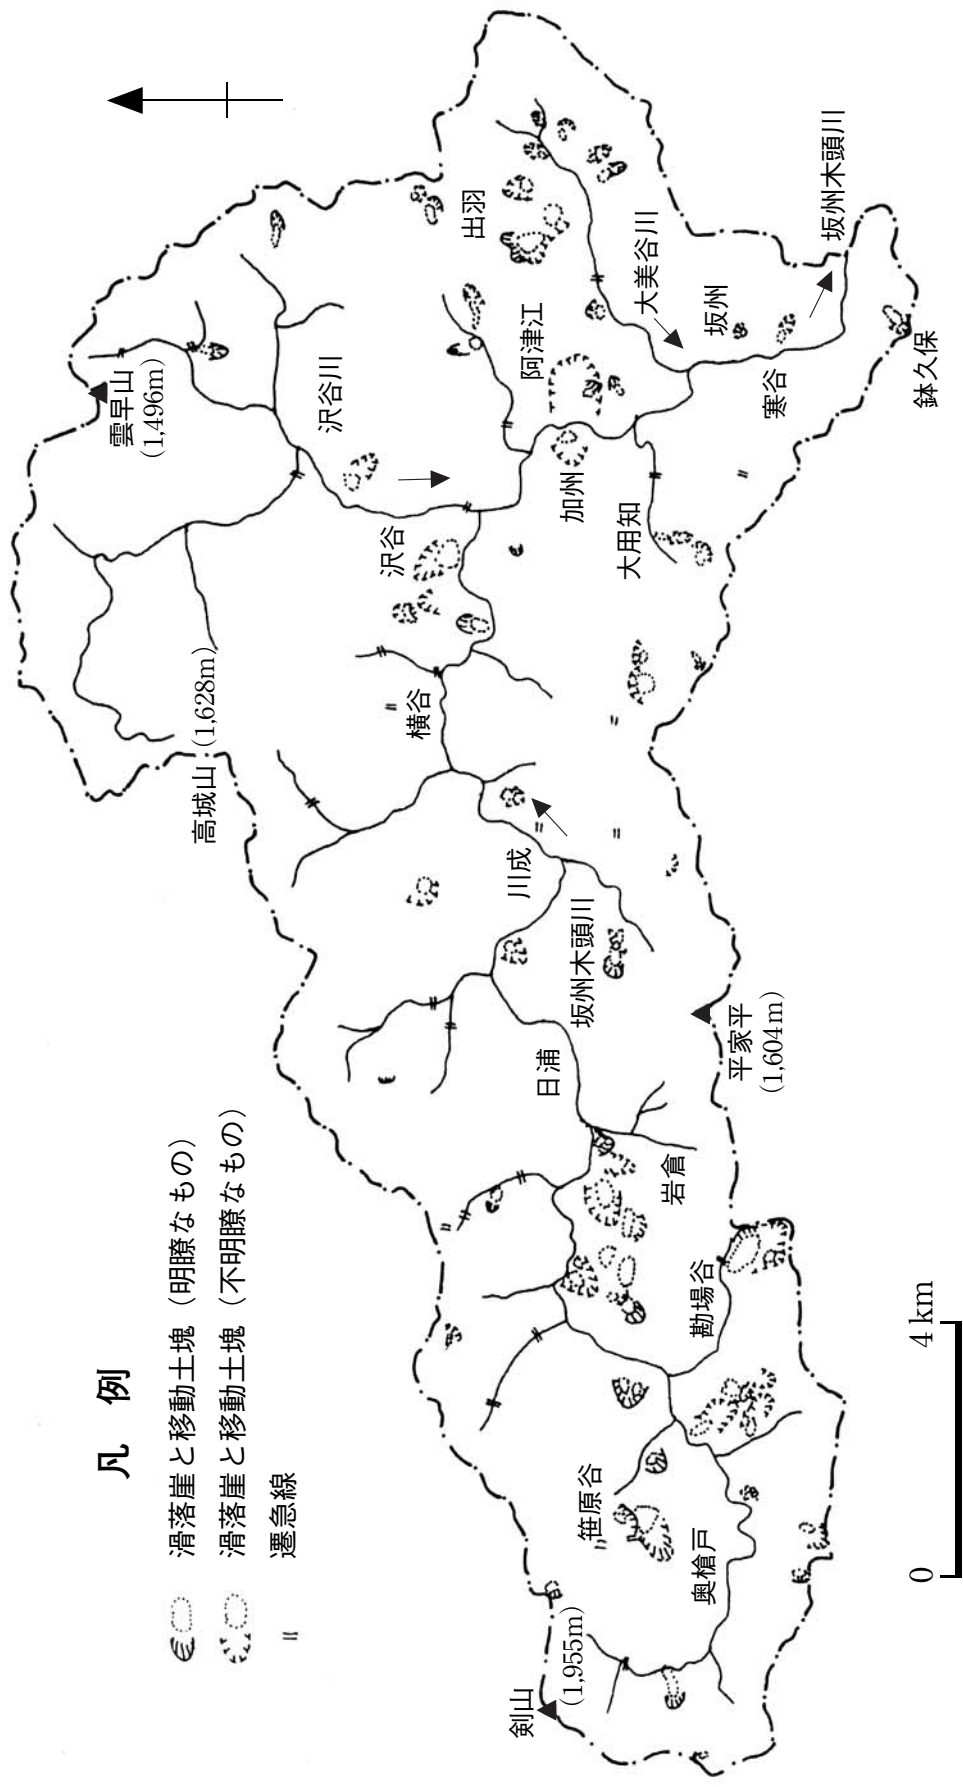 凡 例
滑落崖と移動土塊（明瞭なもの）
滑落崖と移動土塊（不明瞭なもの）
遷急線
雲早山
(1,496m)
高城山 (1,628m)
沢谷川
出羽
阿津江
大美谷川
坂州
坂州木頭川
寒谷
鉢久保
加州
大用知
沢谷
横谷
川成
坂州木頭川
日浦
平家平
(1,604m)
岩倉
勘場谷
笹原谷
奥槍戸
剣山
(1,955m)
0
4 km